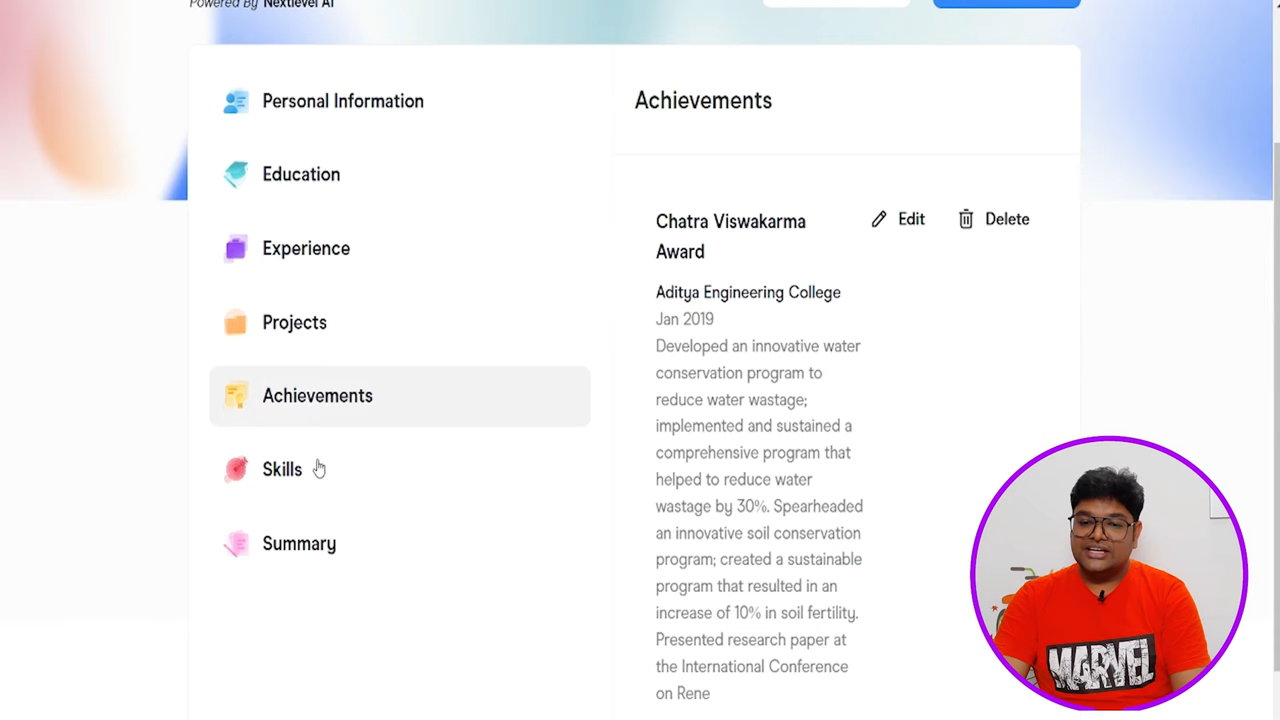 Powered By Nextlevel AI
Personal Information
Education
Experience
Projects
Achievements
Skills
Summary
Achievements
Chatra Viswakarma
Award
Edit
Delete
Aditya Engineering College
Jan 2019
Developed an innovative water
conservation program to
reduce water wastage;
implemented and sustained a
comprehensive program that
helped to reduce water
wastage by 30%. Spearheaded
an innovative soil conservation
program; created a sustainable
program that resulted in an
increase of 10% in soil fertility.
Presented research paper at
the International Conference
on Rene
MARVEL